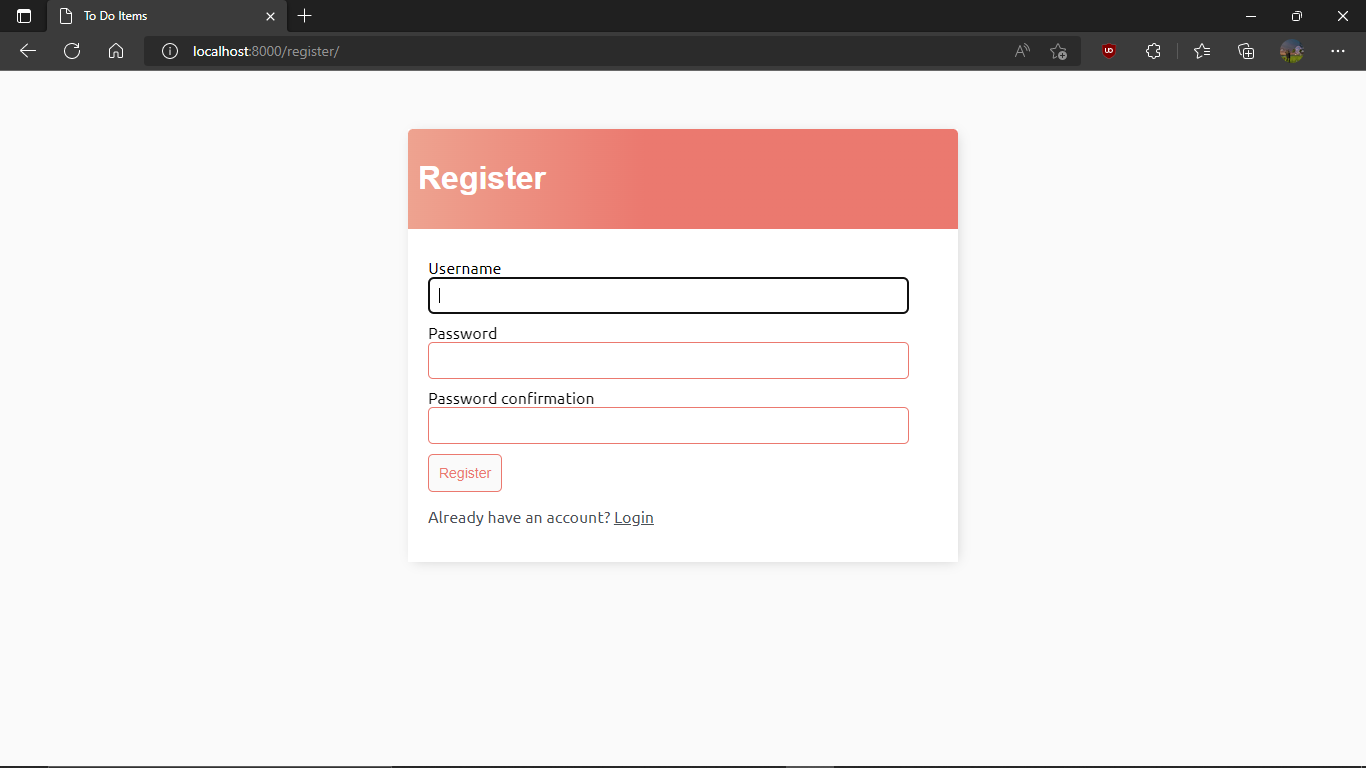 To Do Items
localhost:8000/register/
Register
Username
Password
Password confirmation
Register
Already have an account? Login